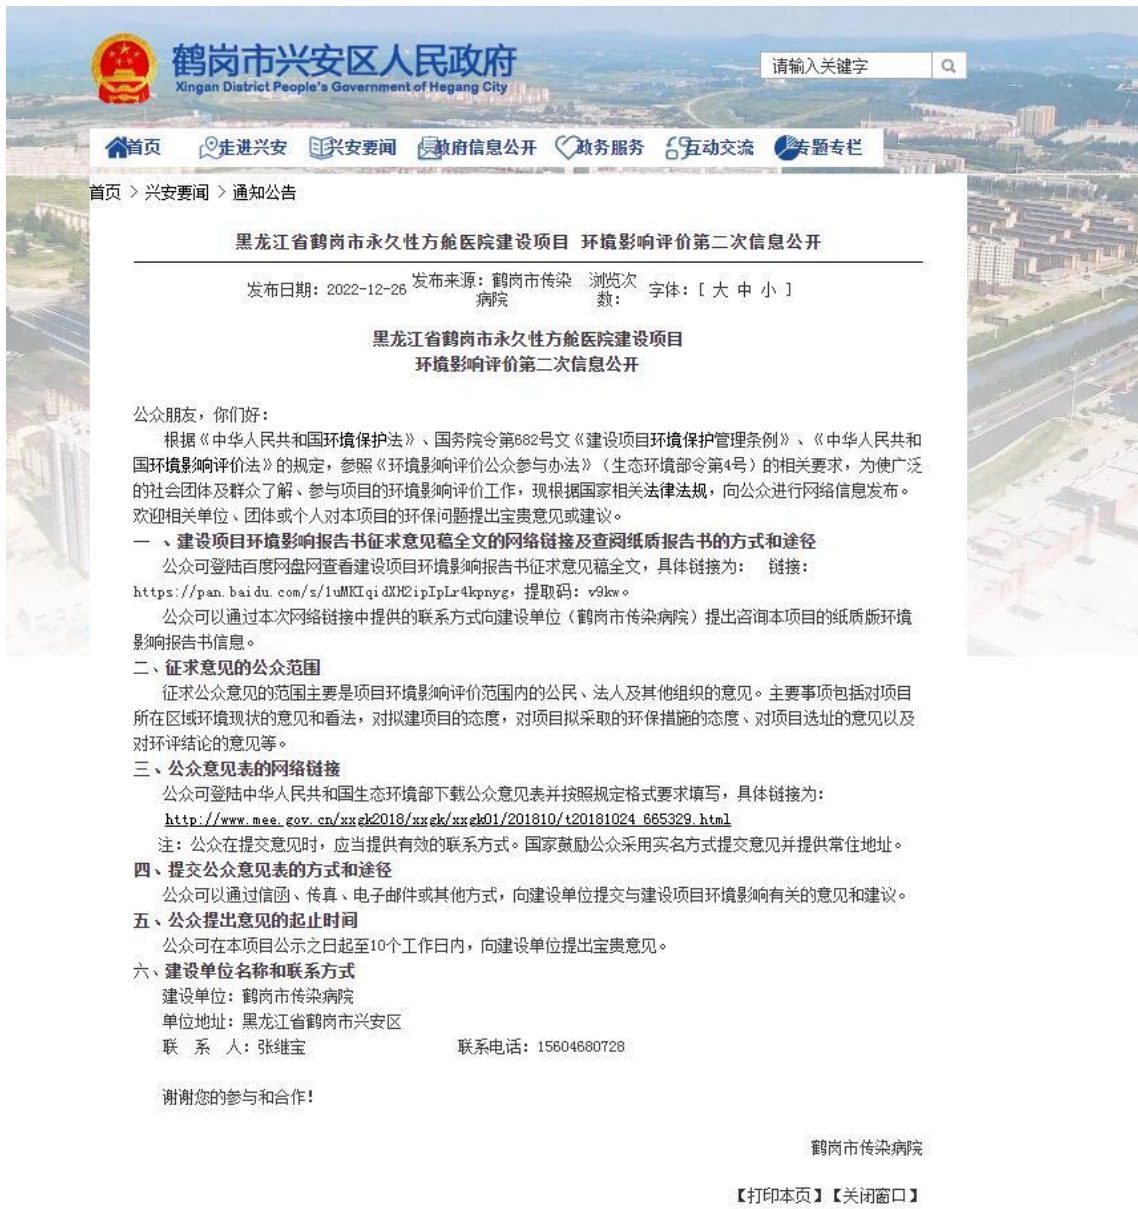 鹤岗市兴安区人民政府
Xingan District People's Government of Hegang City
请输入关键字
首页 走进兴安 兴安要闻 政府信息公开 政务服务 互动交流 专题专栏
首页 > 兴安要闻 > 通知公告
黑龙江省鹤岗市永久性方舱医院建设项目 环境影响评价第二次信息公开
发布日期：2022-12-26 发布来源：鹤岗市传染病院 浏览次数： 字体：[ 大 中 小 ]
黑龙江省鹤岗市永久性方舱医院建设项目
环境影响评价第二次信息公开
公众朋友，你们好：
根据《中华人民共和国环境保护法》、国务院令第682号文《建设项目环境保护管理条例》、《中华人民共和
国环境影响评价法》的规定，参照《环境影响评价公众参与办法》（生态环境部令第4号）的相关要求，为使广泛
的社会团体及群众了解、参与项目的环境影响评价工作，现根据国家相关法律法规，向公众进行网络信息发布。
欢迎相关单位、团体或个人对本项目的环保问题提出宝贵意见或建议。
一 、建设项目环境影响报告书征求意见稿全文的网络链接及查阅纸质报告书的方式和途径
公众可登陆百度网盘网查看建设项目环境影响报告书征求意见稿全文，具体链接为： 链接：
https://pan.baidu.com/s/1uMKIqidXH2ipIpLr4kpnyg，提取码：v9kw。
公众可以通过本次网络链接中提供的联系方式向建设单位（鹤岗市传染病院）提出咨询本项目的纸质版环境
影响报告书信息。
二、征求意见的公众范围
征求公众意见的范围主要是项目环境影响评价范围内的公民、法人及其他组织的意见。主要事项包括对项目
所在区域环境现状的意见和看法，对拟建项目的态度，对项目拟采取的环保措施的态度、对项目选址的意见以及
对环评结论的意见等。
三、公众意见表的网络链接
公众可登陆中华人民共和国生态环境部下载公众意见表并按照规定格式要求填写，具体链接为：
http://www.mee.gov.cn/xxgk2018/xxgk/xxgk01/201810/t20181024_665329.html
注：公众在提交意见时，应当提供有效的联系方式。国家鼓励公众采用实名方式提交意见并提供常住地址。
四、提交公众意见表的方式和途径
公众可以通过信函、传真、电子邮件或其他方式，向建设单位提交与建设项目环境影响有关的意见和建议。
五、公众提出意见的起止时间
公众可在本项目公示之日起至10个工作日内，向建设单位提出宝贵意见。
六、建设单位名称和联系方式
建设单位：鹤岗市传染病院
单位地址：黑龙江省鹤岗市兴安区
联 系 人：张继宝 联系电话：15604680728
谢谢您的参与和合作！
鹤岗市传染病院
【打印本页】【关闭窗口】